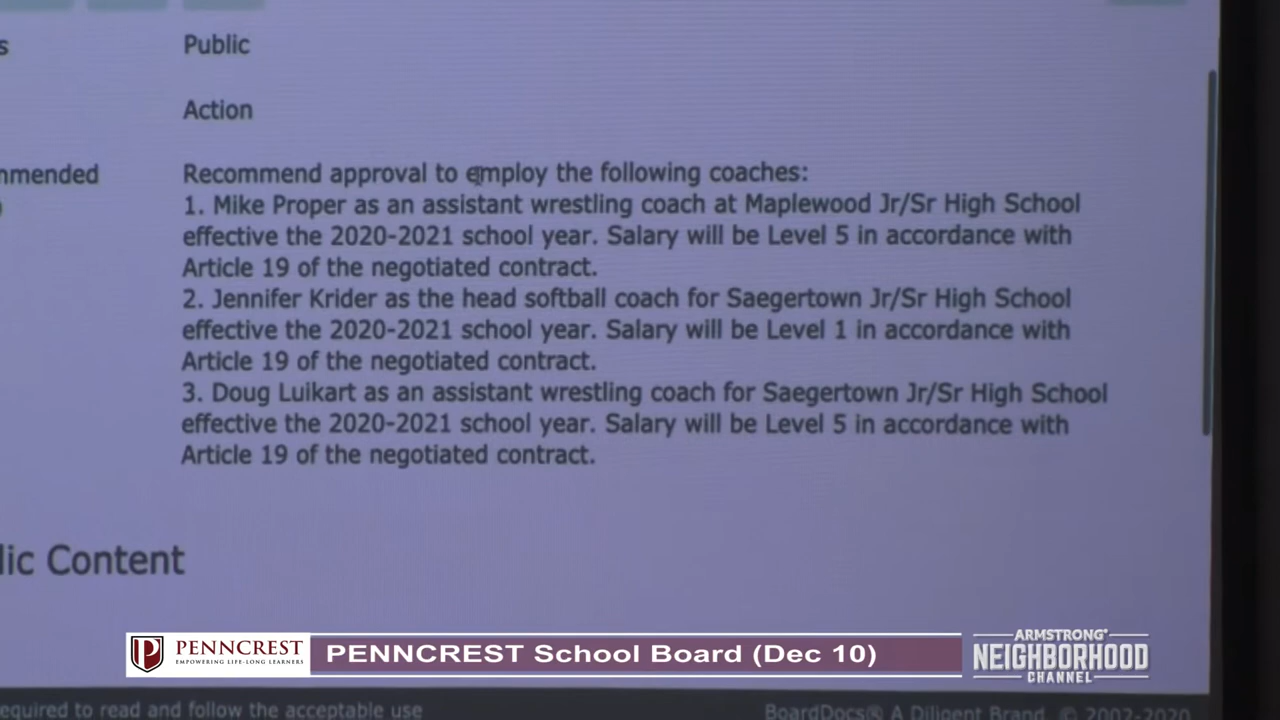 s Public
Action
mmended Recommend approval to employ the following coaches:
1. Mike Proper as an assistant wrestling coach at Maplewood Jr/Sr High School
effective the 2020-2021 school year. Salary will be Level 5 in accordance with
Article 19 of the negotiated contract.
2. Jennifer Krider as the head softball coach for Saegertown Jr/Sr High School
effective the 2020-2021 school year. Salary will be Level 1 in accordance with
Article 19 of the negotiated contract.
3. Doug Luikart as an assistant wrestling coach for Saegertown Jr/Sr High School
effective the 2020-2021 school year. Salary will be Level 5 in accordance with
Article 19 of the negotiated contract.
lic Content
P PENNCREST
EMPOWERING LIFE-LONG LEARNERS
PENNCREST School Board (Dec 10)
ARMSTRONG®
NEIGHBORHOOD
CHANNEL
equired to read and follow the acceptable use
BoardDocs® A Diligent Brand. © 2002-2020